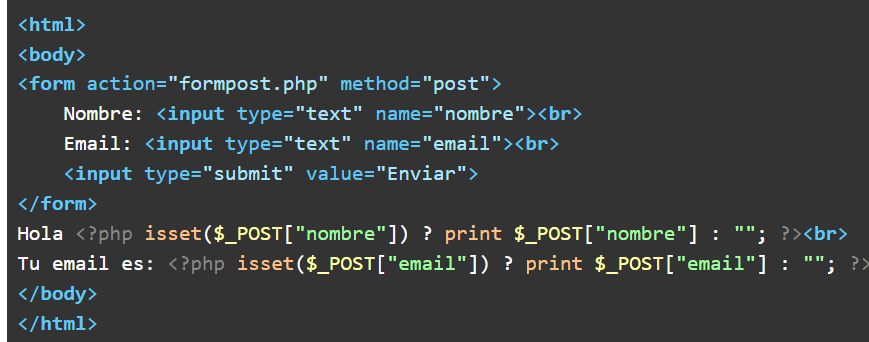 <html>
<body>
<form action="formpost.php" method="post">
    Nombre: <input type="text" name="nombre"><br>
    Email: <input type="text" name="email"><br>
    <input type="submit" value="Enviar">
</form>
Hola <?php isset($_POST["nombre"]) ? print $_POST["nombre"] : ""; ?><br>
Tu email es: <?php isset($_POST["email"]) ? print $_POST["email"] : ""; ?>
</body>
</html>